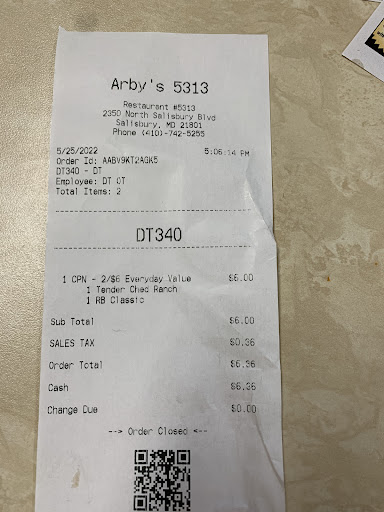 Arby's 5313
Restaurant #5313
2350 North Salisbury Blvd
Salisbury, MD 21801
Phone (410)-742-5255
5/25/2022 5:06:14 PM
Order Id: AABV9KT2AGK5
DT340 - DT
Employee: DT OT
Total Items: 2
DT340
1 CPN - 2/$6 Everyday Value $6.00
1 Tender Ched Ranch
1 RB Classic
Sub Total $6.00
SALES TAX $0.36
Order Total $6.36
Cash $6.36
Change Due $0.00
--> Order Closed <--